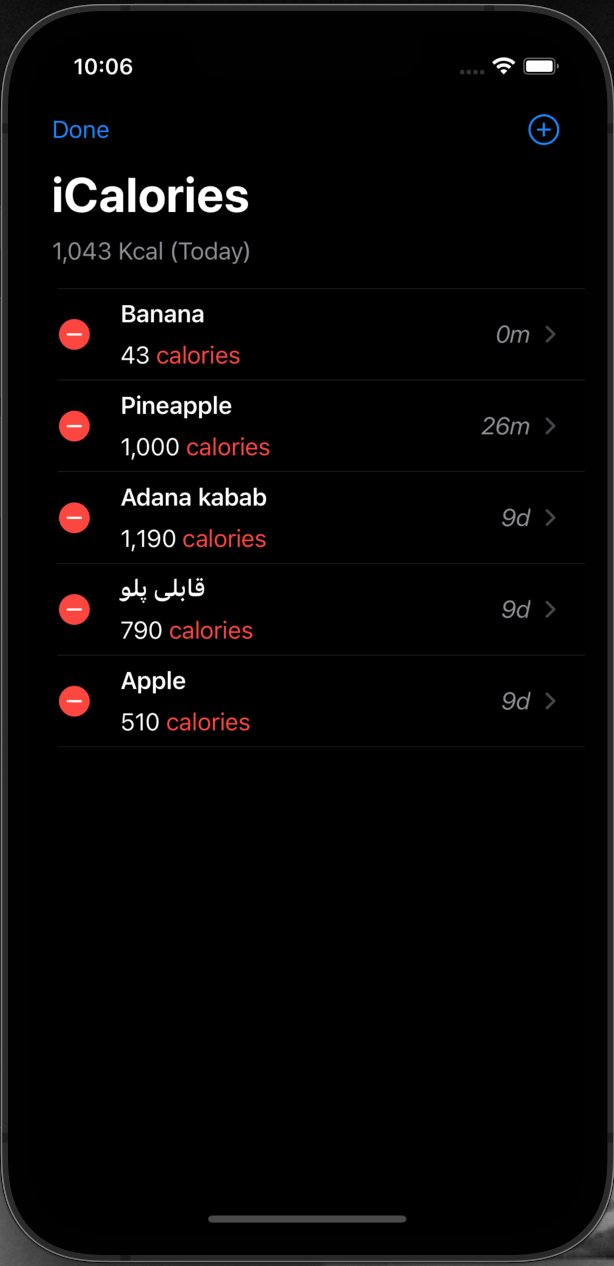 10:06
Done
iCalories
1,043 Kcal (Today)
Banana
43 calories
0m
Pineapple
1,000 calories
26m
Adana kabab
1,190 calories
9d
قابلی پلو
790 calories
9d
Apple
510 calories
9d